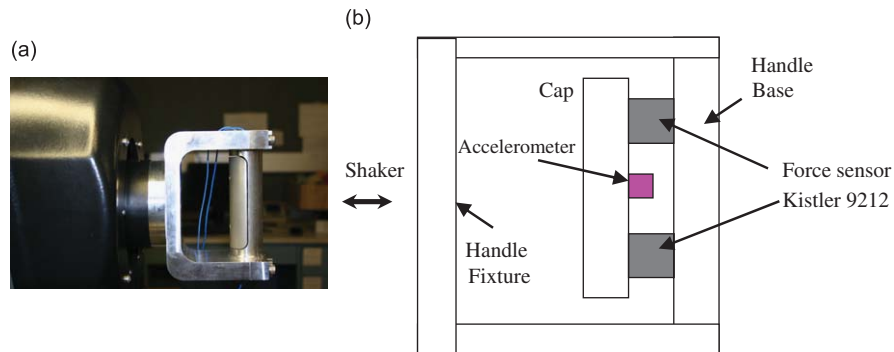 (a)
(b)
Shaker
Cap
Accelerometer
Handle
Fixture
Handle
Base
Force sensor
Kistler 9212